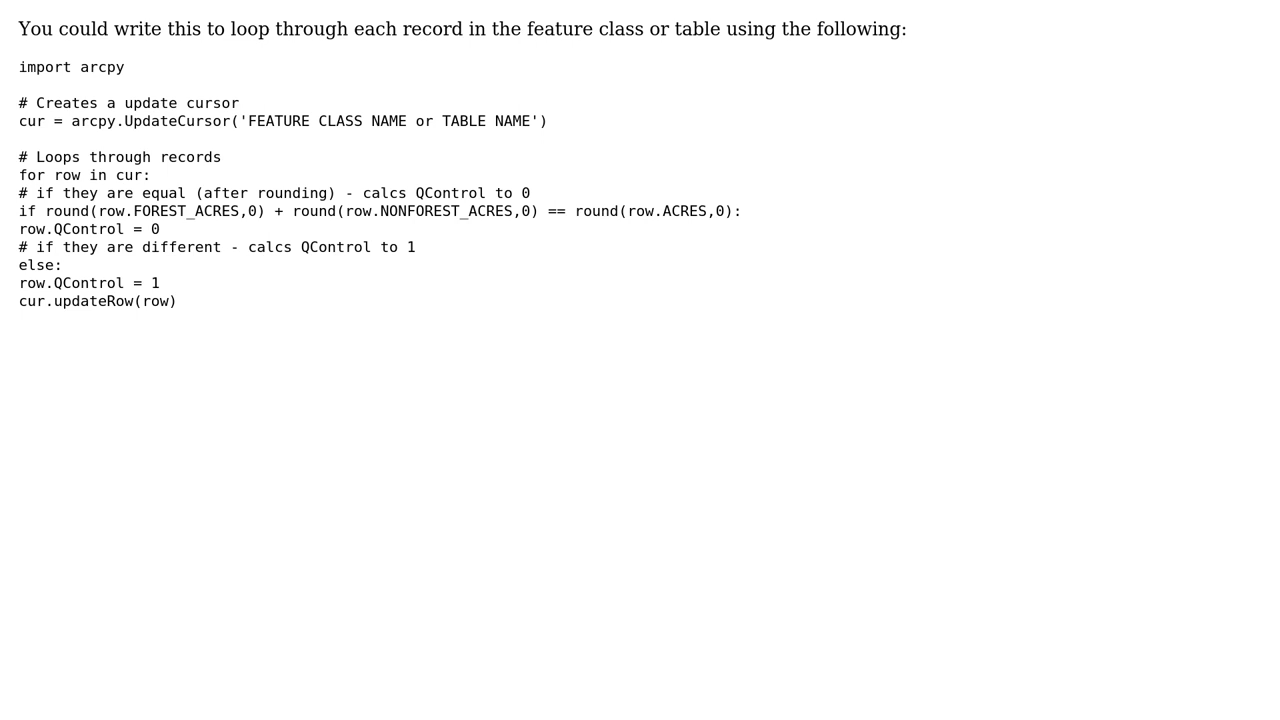 You could write this to loop through each record in the feature class or table using the following:
import arcpy
# Creates a update cursor
cur = arcpy.UpdateCursor('FEATURE CLASS NAME or TABLE NAME')
# Loops through records
for row in cur:
# if they are equal (after rounding) - calcs QControl to 0
if round(row.FOREST_ACRES,0) + round(row.NONFOREST_ACRES,0) == round(row.ACRES,0):
row.QControl = 0
# if they are different - calcs QControl to 1
else:
row.QControl = 1
cur.updateRow(row)